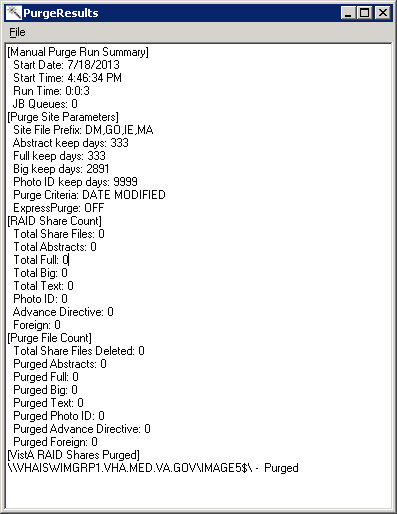 PurgeResults
File
[Manual Purge Run Summary]
Start Date: 7/18/2013
Start Time: 4:46:34 PM
Run Time: 0:0:3
JB Queues: 0
[Purge Site Parameters]
Site File Prefix: DM,GO,IE,MA
Abstract keep days: 333
Full keep days: 333
Big keep days: 2891
Photo ID keep days: 9999
Purge Criteria: DATE MODIFIED
ExpressPurge: OFF
[RAID Share Count]
Total Share Files: 0
Total Abstracts: 0
Total Full: 0
Total Big: 0
Total Text: 0
Photo ID: 0
Advance Directive: 0
Foreign: 0
[Purge File Count]
Total Share Files Deleted: 0
Purged Abstracts: 0
Purged Full: 0
Purged Big: 0
Purged Text: 0
Purged Photo ID: 0
Purged Advance Directive: 0
Purged Foreign: 0
[VistA RAID Shares Purged]
\\VHAISWIMGRP1.VHA.MED.VA.GOV\IMAGE5$\ - Purged